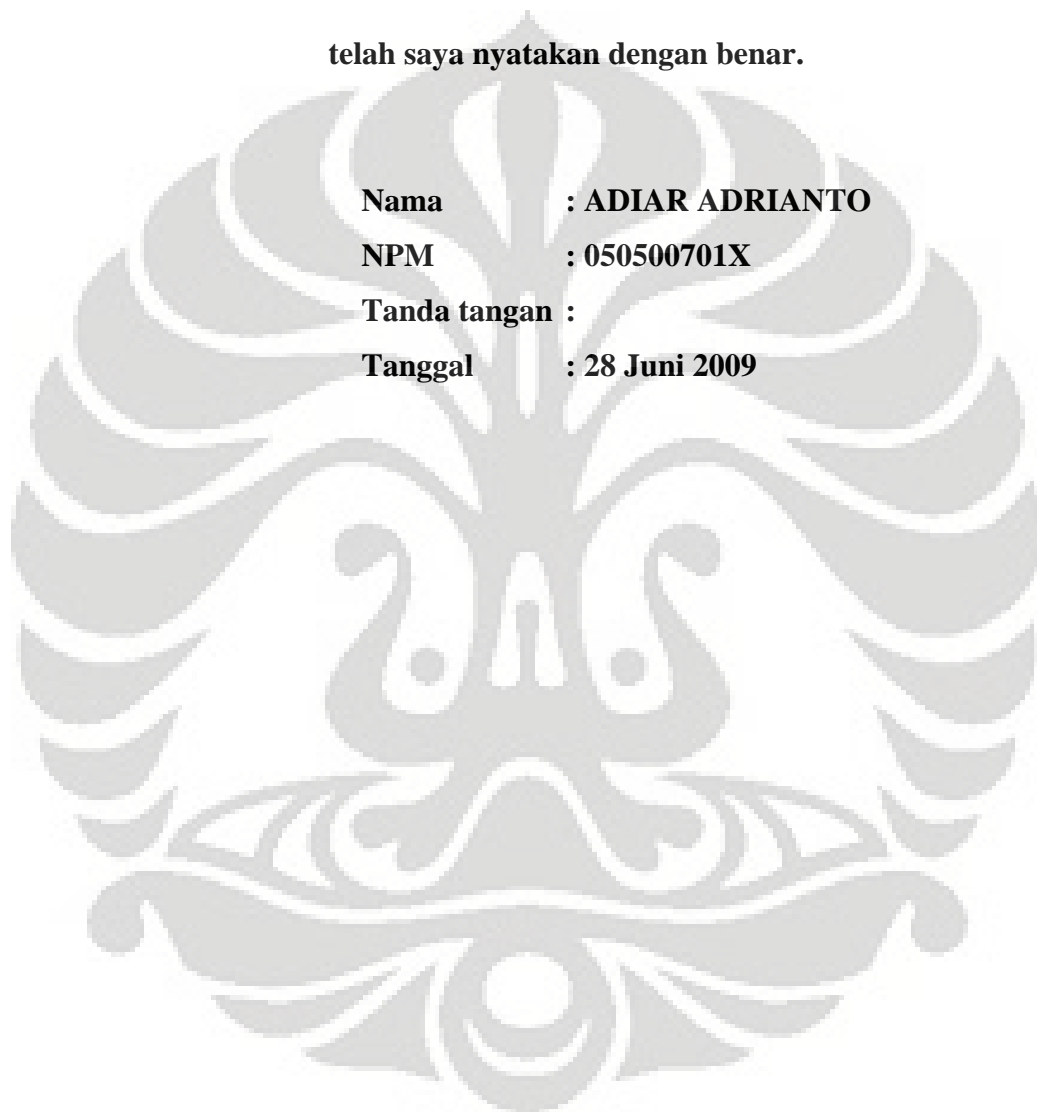 telah saya nyatakan dengan benar.
Nama : ADIAR ADRIANTO
NPM : 050500701X
Tanda tangan :
Tanggal : 28 Juni 2009